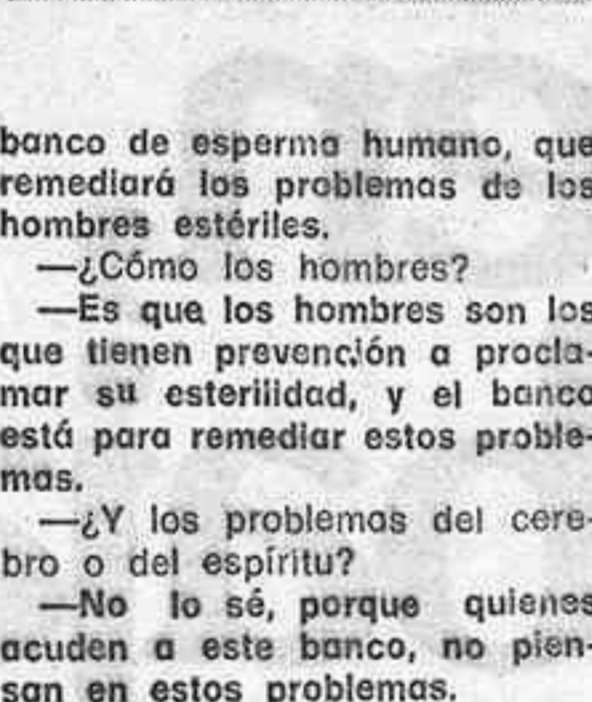 banco de esperma humano, que
remediará los problemas de los
hombres estériles.
—¿Cómo los hombres?
—Es que los hombres son los
que tienen prevención a procla-
mar su esterilidad, y el banco
está para remediar estos proble-
mas.
—¿Y los problemas del cere-
bro o del espíritu?
—No lo sé, porque quienes
acuden a este banco, no pien-
san en estos problemas.